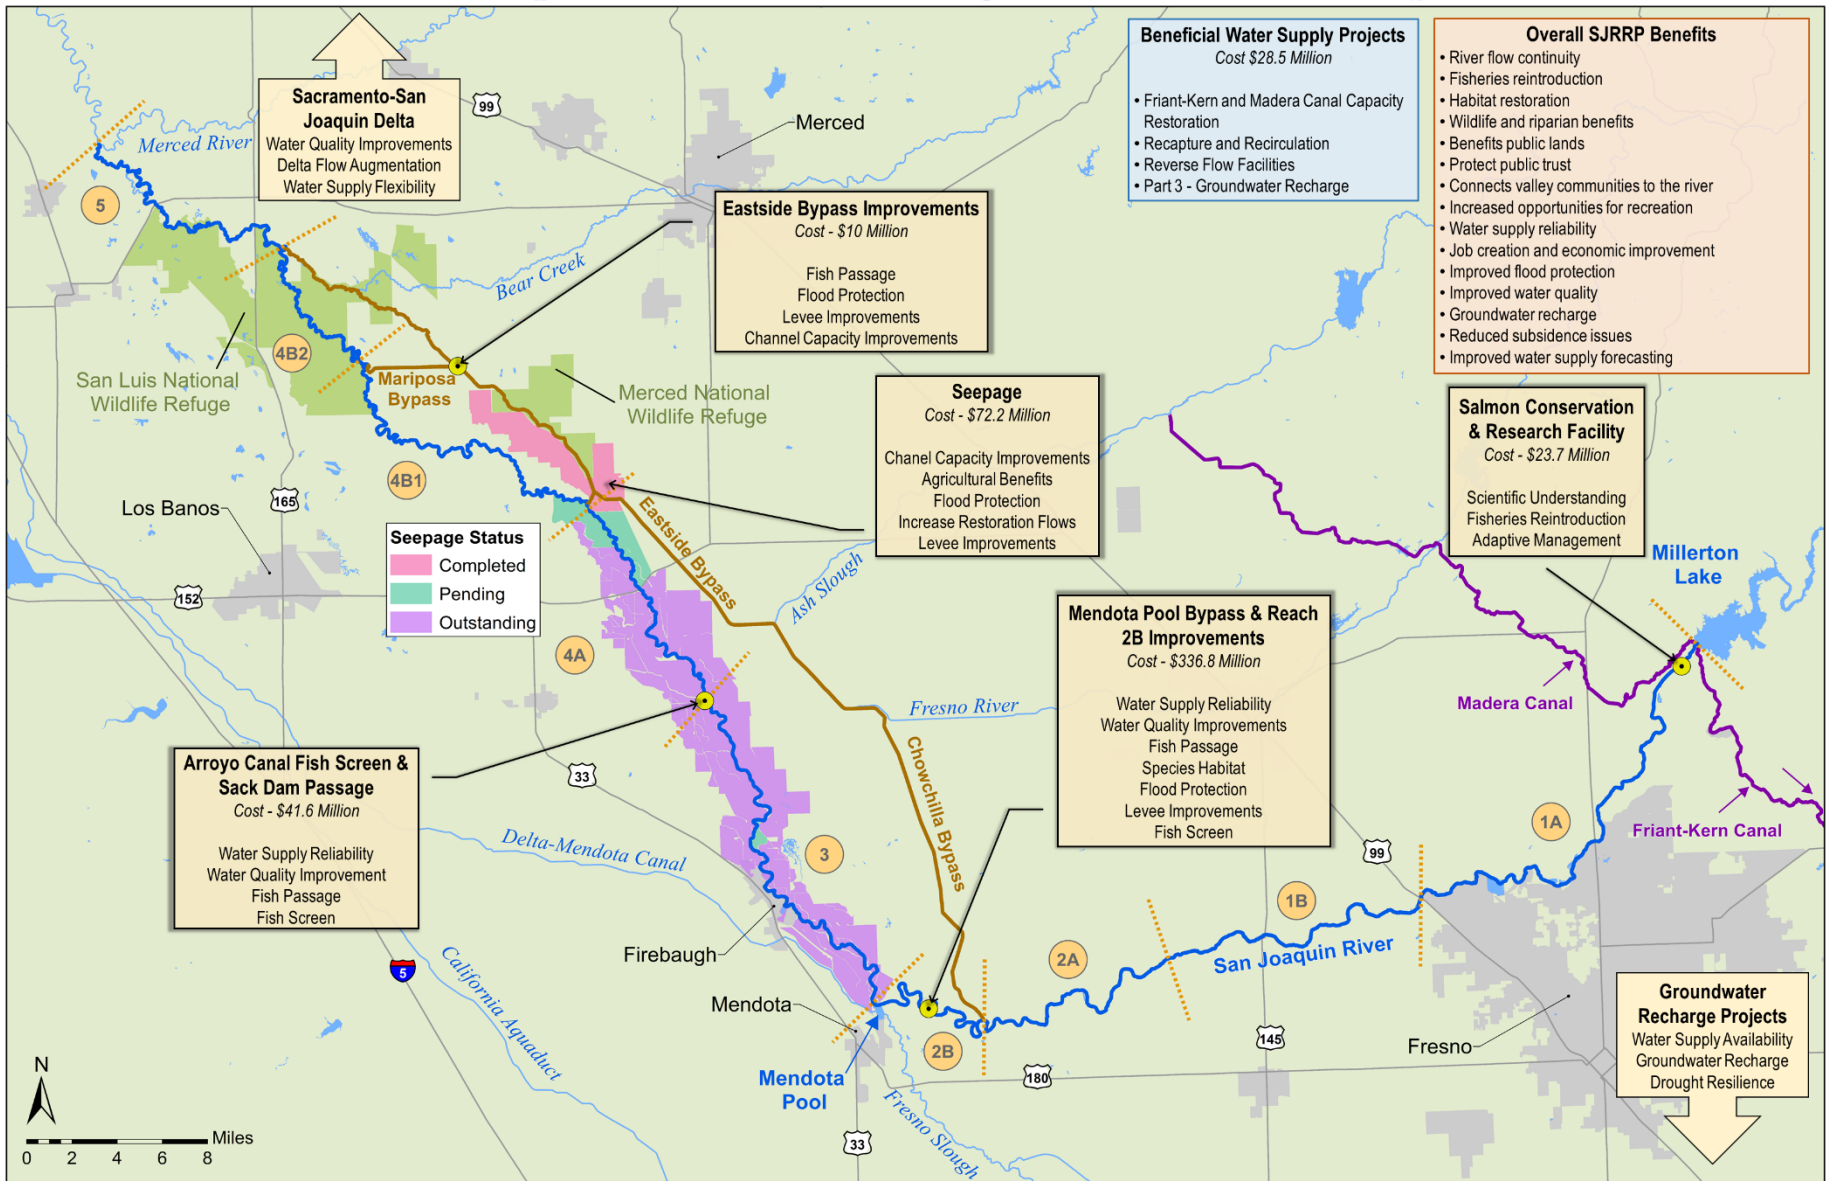 Sacramento-San
Joaquin Delta
Water Quality Improvements
Delta Flow Augmentation
Water Supply Flexibility
Beneficial Water Supply Projects
Cost $28.5 Million
• Friant-Kern and Madera Canal Capacity
Restoration
• Recapture and Recirculation
• Reverse Flow Facilities
• Part 3 - Groundwater Recharge
Overall SJRRP Benefits
• River flow continuity
• Fisheries reintroduction
• Habitat restoration
• Wildlife and riparian benefits
• Benefits public lands
• Protect public trust
• Connects valley communities to the river
• Increased opportunities for recreation
• Water supply reliability
• Job creation and economic improvement
• Improved flood protection
• Improved water quality
• Groundwater recharge
• Reduced subsidence issues
• Improved water supply forecasting
99
Merced
Merced River
5
Eastside Bypass Improvements
Cost - $10 Million
Fish Passage
Flood Protection
Levee Improvements
Channel Capacity Improvements
Bear Creek
4B2
San Luis National
Wildlife Refuge
Mariposa
Bypass
Merced National
Wildlife Refuge
Seepage
Cost - $72.2 Million
Chanel Capacity Improvements
Agricultural Benefits
Flood Protection
Increase Restoration Flows
Levee Improvements
Salmon Conservation
& Research Facility
Cost - $23.7 Million
Scientific Understanding
Fisheries Reintroduction
Adaptive Management
4B1
165
Los Banos
Seepage Status
Completed
Pending
Outstanding
152
Eastside Bypass
Ash Slough
Millerton
Lake
4A
Mendota Pool Bypass & Reach
2B Improvements
Cost - $336.8 Million
Water Supply Reliability
Water Quality Improvements
Fish Passage
Species Habitat
Flood Protection
Levee Improvements
Fish Screen
Madera Canal
Fresno River
Chowchilla Bypass
Arroyo Canal Fish Screen &
Sack Dam Passage
Cost - $41.6 Million
Water Supply Reliability
Water Quality Improvement
Fish Passage
Fish Screen
33
Delta-Mendota Canal
3
1A
Friant-Kern Canal
99
1B
San Joaquin River
2A
Firebaugh
California Aquaduct
5
Mendota
2B
Mendota
Pool
Fresno Slough
180
145
Fresno
33
Groundwater
Recharge Projects
Water Supply Availability
Groundwater Recharge
Drought Resilience
N
Miles
0 2 4 6 8